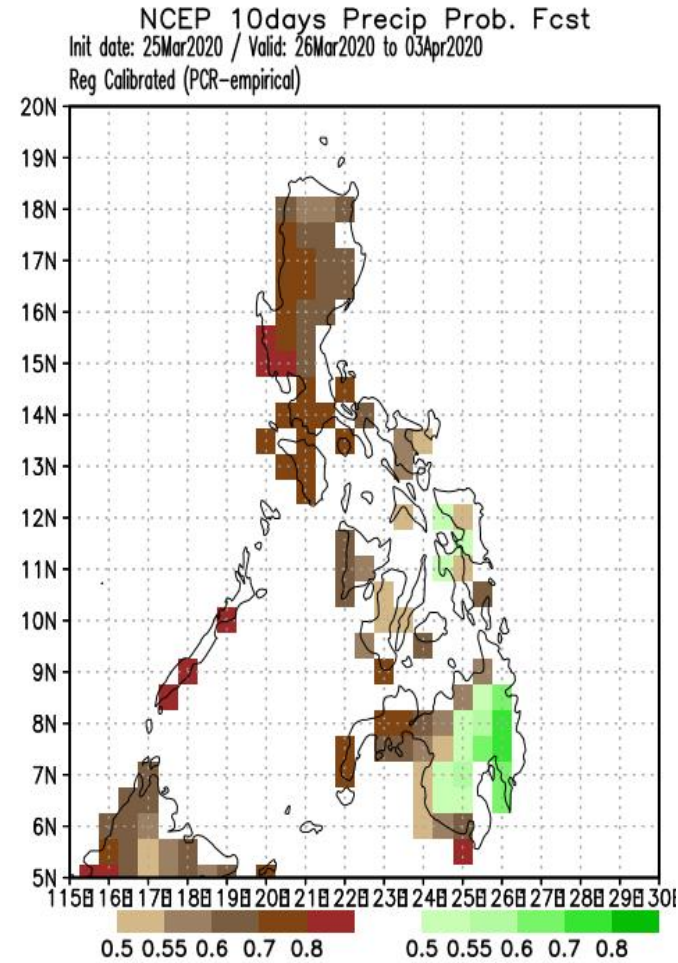 NCEP 10days Precip Prob. Fcst
Init date: 25Mar2020 / Valid: 26Mar2020 to 03Apr2020
Reg Calibrated (PCR-empirical)
20N
19N
18N
17N
16N
15N
14N
13N
12N
11N
10N
9N
8N
7N
6N
5N
115E 116E 117E 118E 119E 120E 121E 122E 123E 124E 125E 126E 127E 128E 129E 130E
0.5 0.55 0.6 0.7 0.8 0.5 0.55 0.6 0.7 0.8